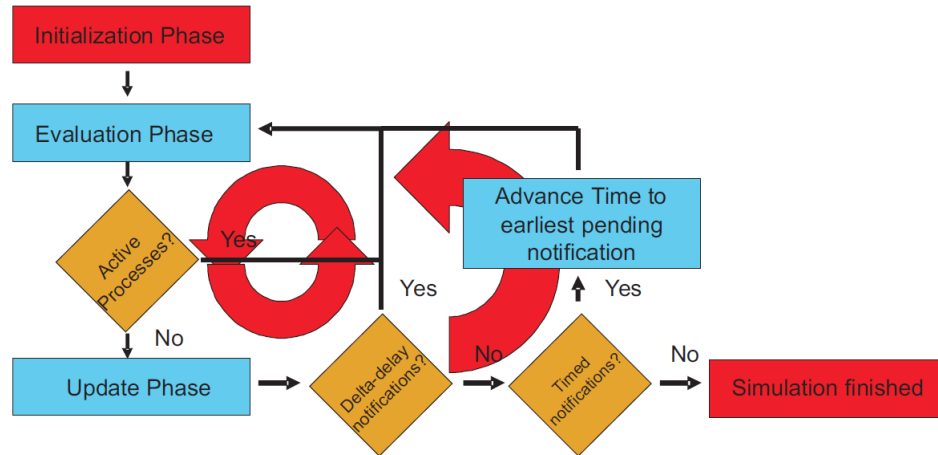 Initialization Phase
Evaluation Phase
Active
Processes?
Yes
No
Update Phase
Delta-delay
notifications?
Yes
No
Advance Time to
earliest pending
notification
Timed
notifications?
Yes
No
Simulation finished